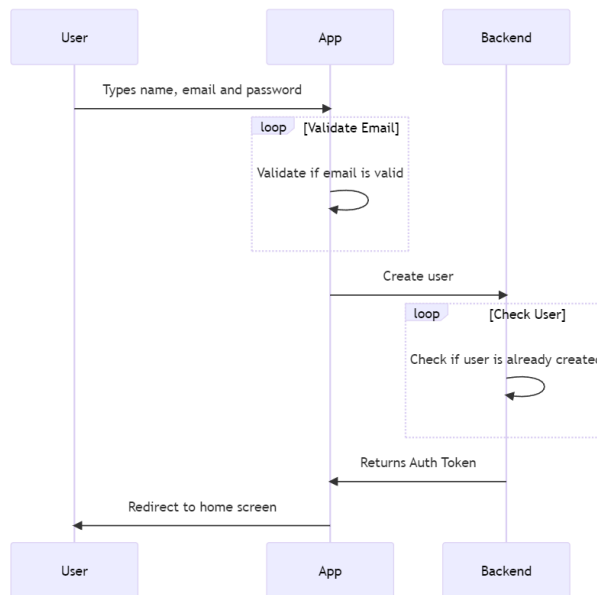 User App Backend
Types name, email and password
loop [Validate Email]
Validate if email is valid
Create user
loop [Check User]
Check if user is already created
Returns Auth Token
Redirect to home screen
User App Backend